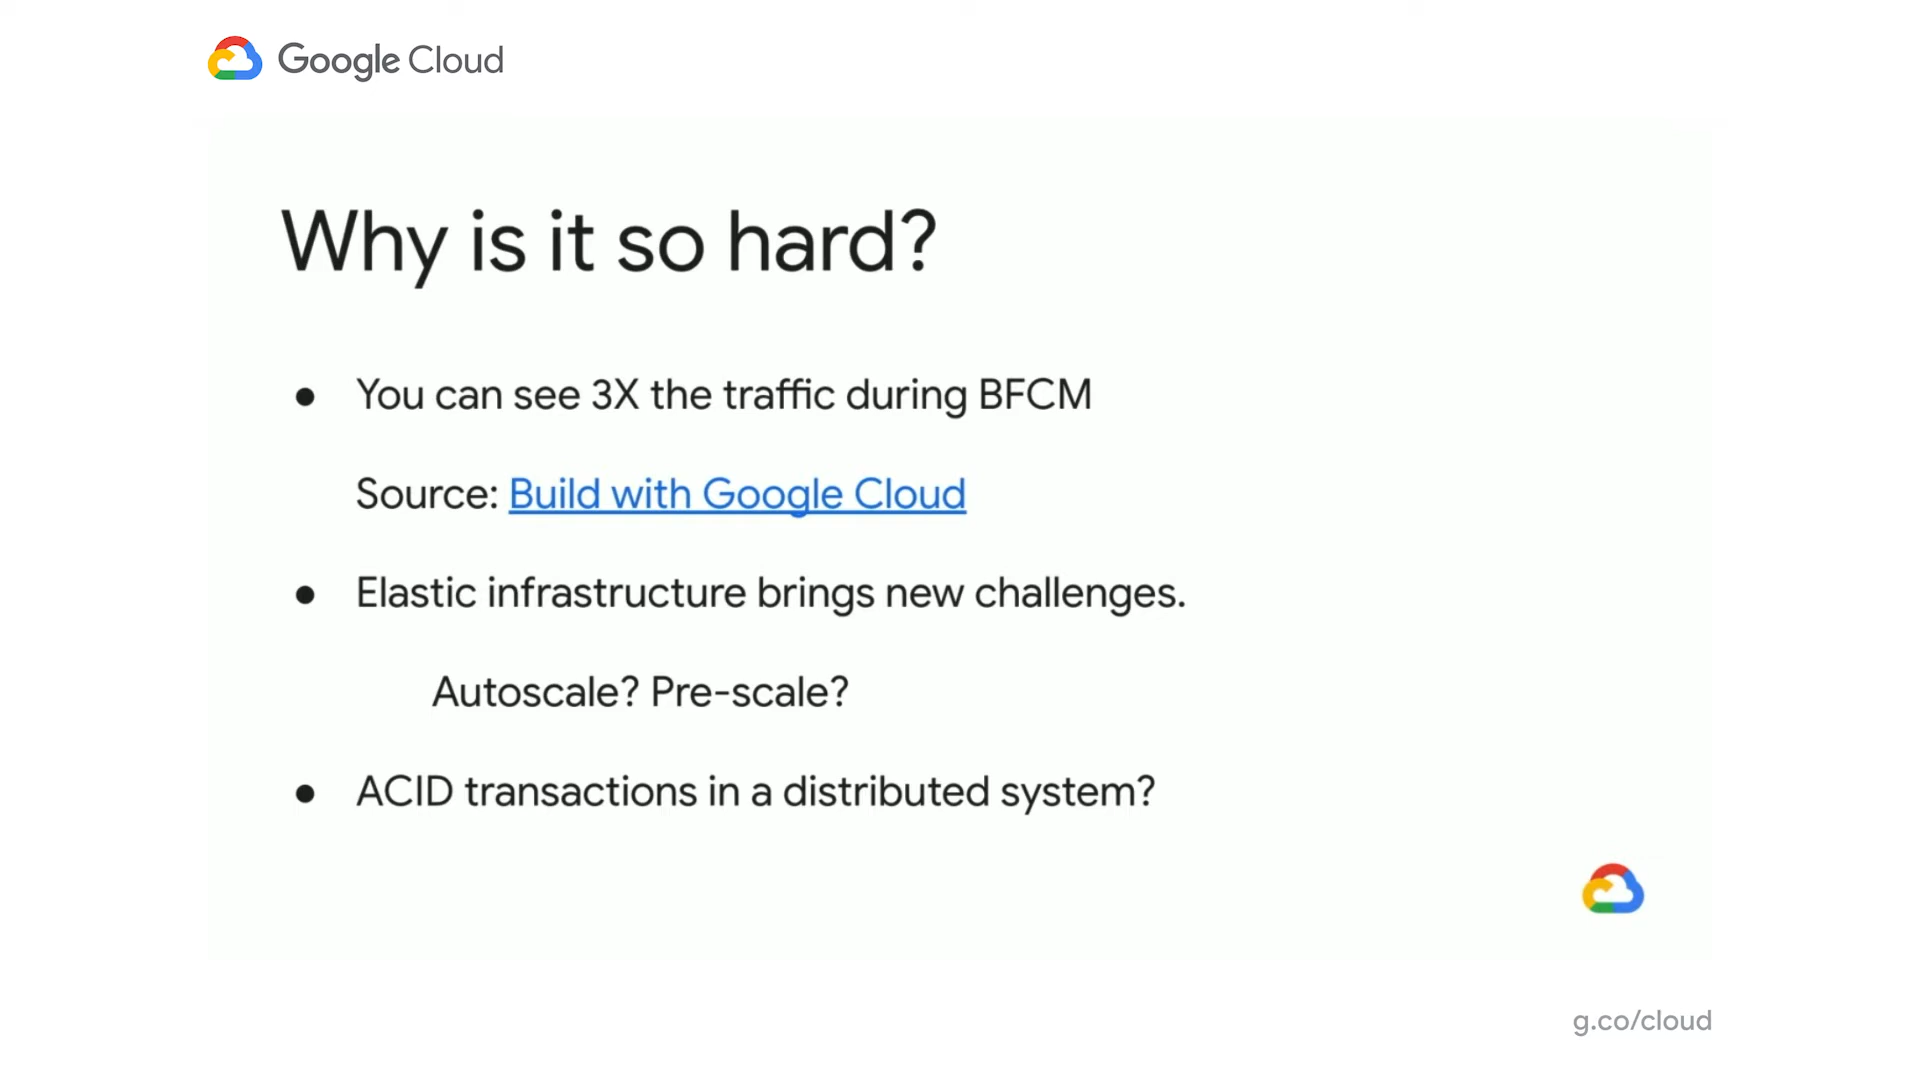 Google Cloud
Why is it so hard?
● You can see 3X the traffic during BFCM
Source: Build with Google Cloud
● Elastic infrastructure brings new challenges.
Autoscale? Pre-scale?
● ACID transactions in a distributed system?
g.co/cloud